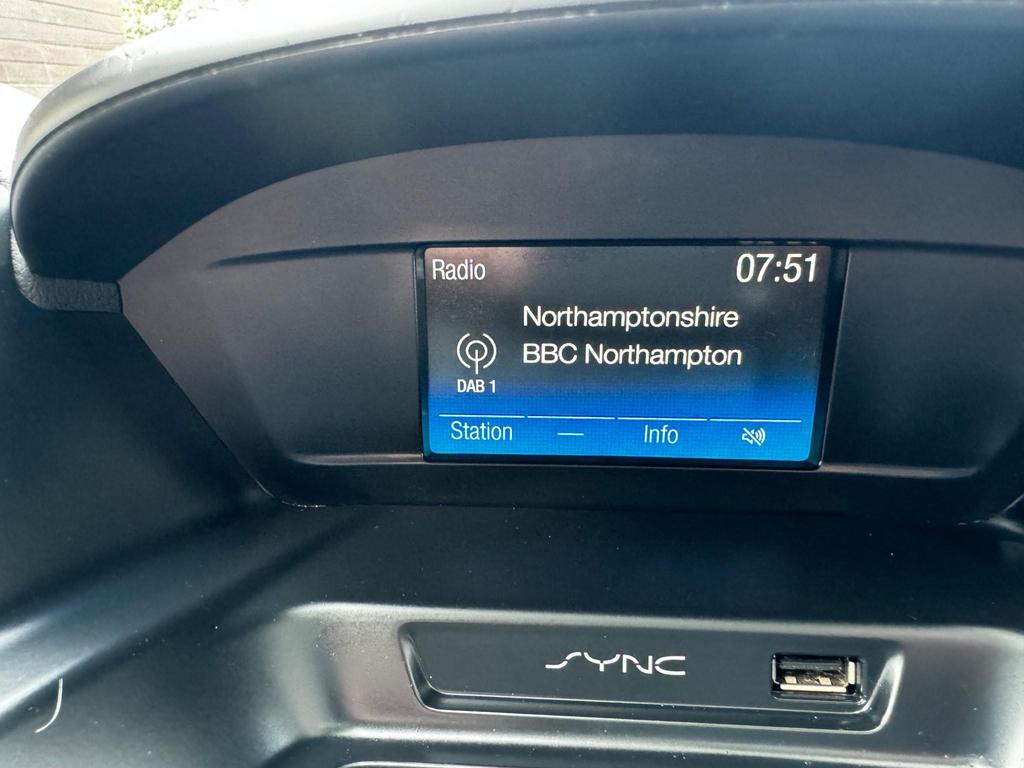 Radio 07:51
Northamptonshire
BBC Northampton
DAB 1
Station — Info
SYNC